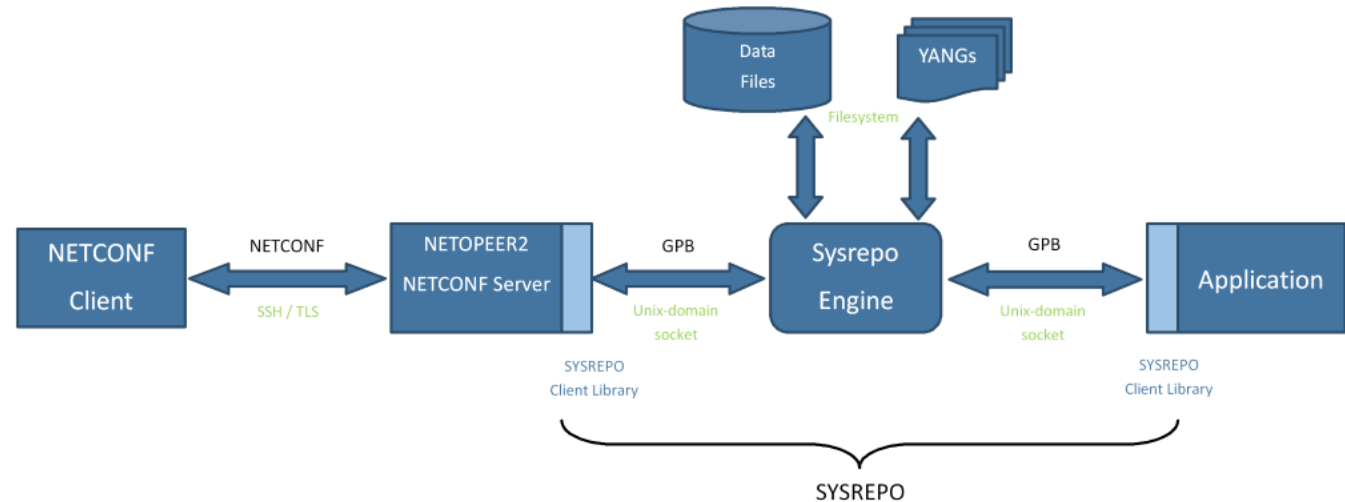 Data
Files
YANGs
Filesystem
NETCONF
Client
NETCONF
SSH / TLS
NETOPEER2
NETCONF Server
GPB
Unix-domain
socket
Sysrepo
Engine
GPB
Unix-domain
socket
Application
SYSREPO
Client Library
SYSREPO
Client Library
SYSREPO